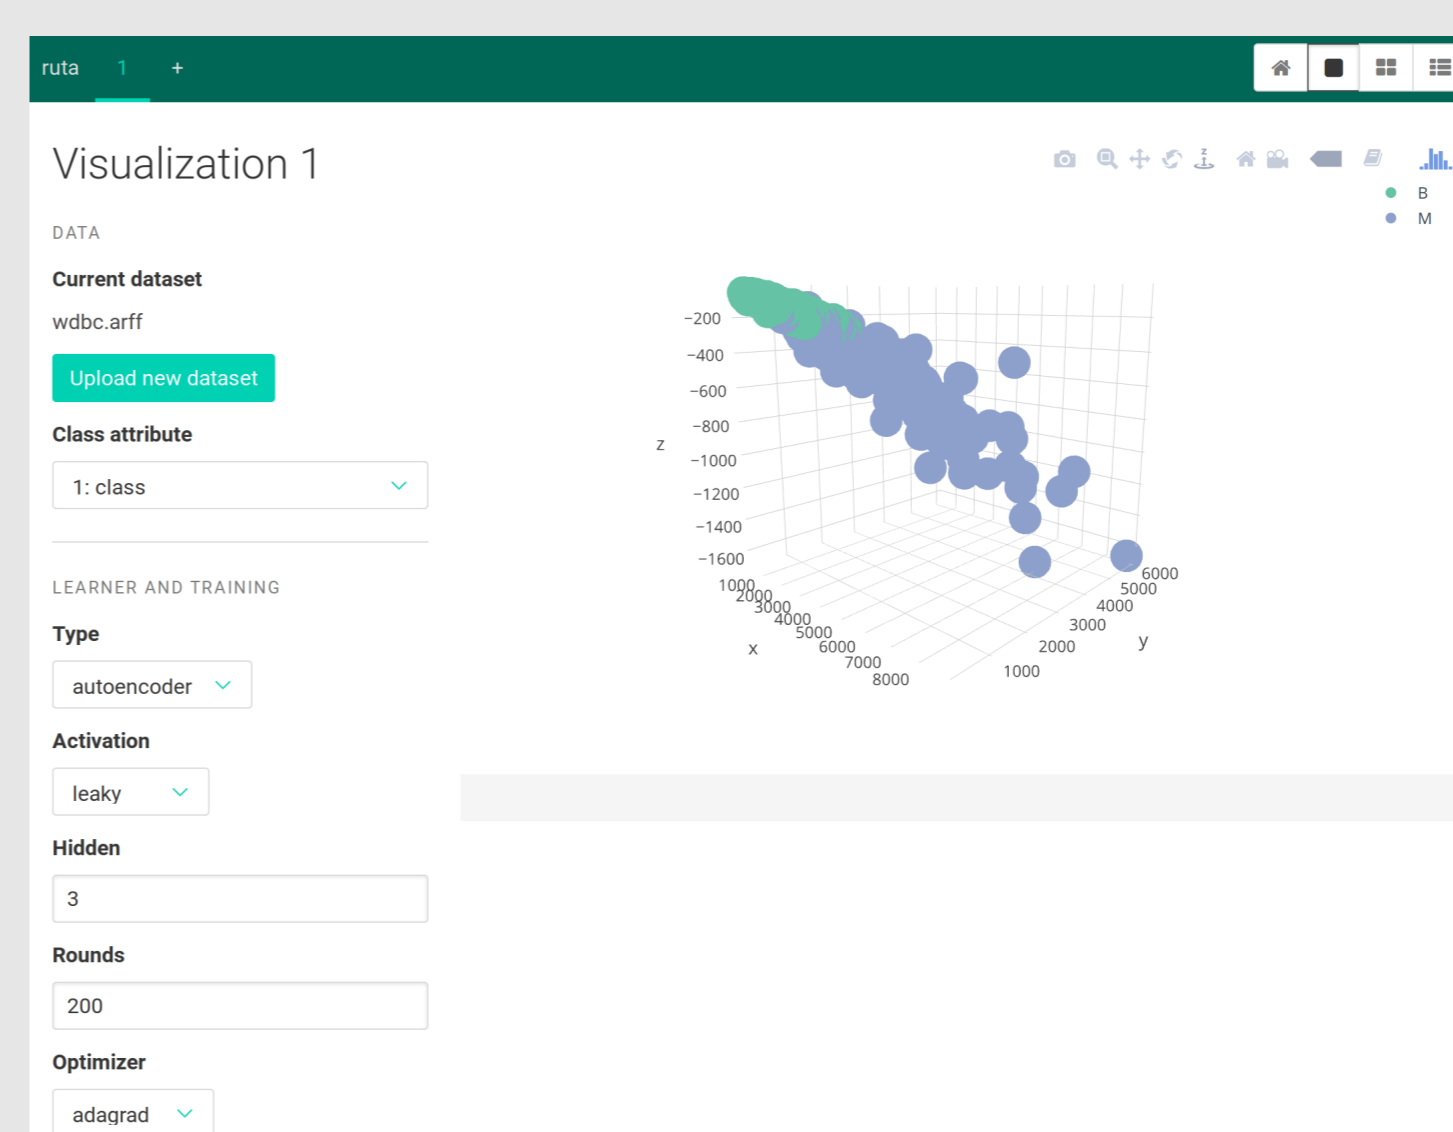 ruta 1 +
Visualization 1
DATA
Current dataset
wdbc.arff
Upload new dataset
Class attribute
1: class
LEARNER AND TRAINING
Type
autoencoder
Activation
leaky
Hidden
3
Rounds
200
Optimizer
adagrad
z
B
M
−200
−400
−600
−800
−1000
−1200
−1400
−1600
z
1000
2000
3000
4000
5000
6000
7000
8000
x
6000
5000
4000
3000
2000
1000
y